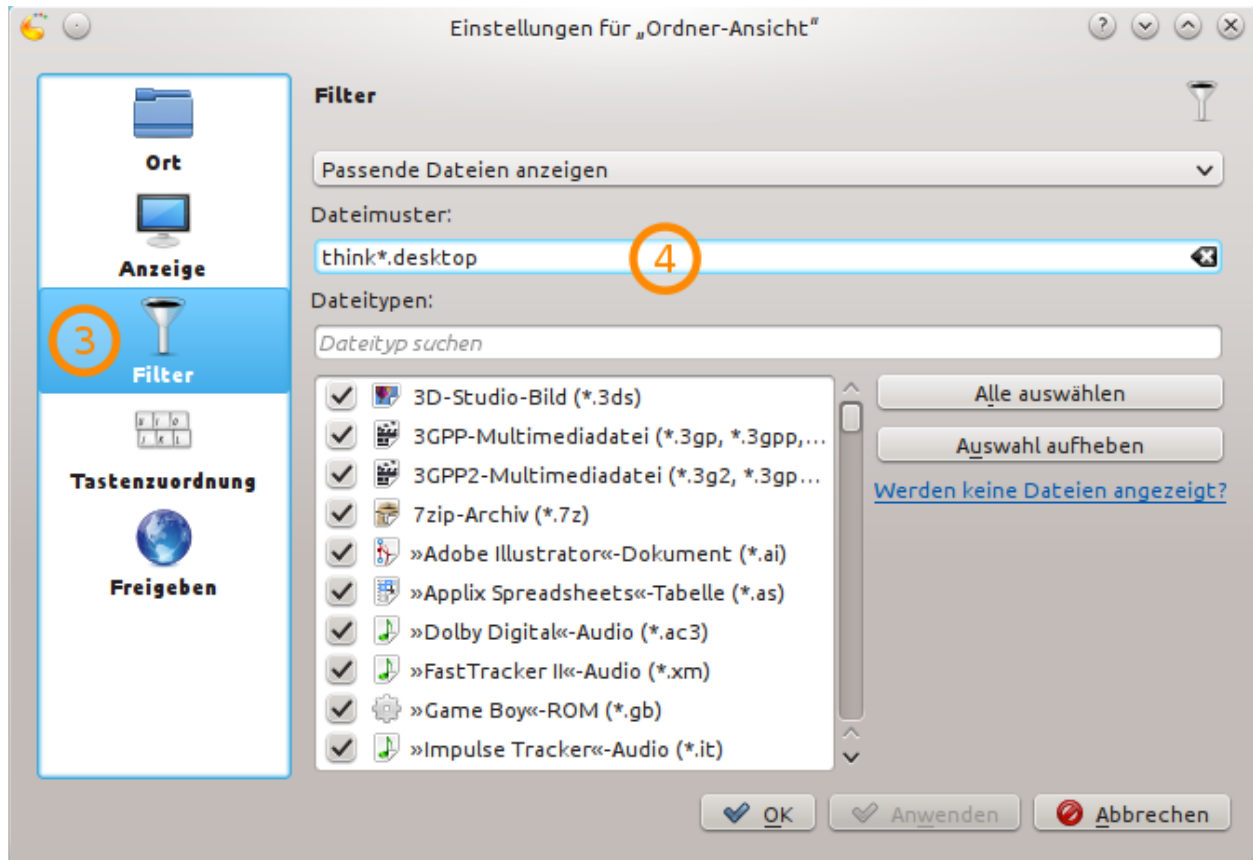 Einstellungen für „Ordner-Ansicht“
Ort
Anzeige
3
Filter
Tastenzuordnung
Freigeben
Filter
Passende Dateien anzeigen
Dateimuster:
think*.desktop
4
Dateitypen:
Dateityp suchen
3D-Studio-Bild (*.3ds)
3GPP-Multimediadatei (*.3gp, *.3gpp,...
3GPP2-Multimediadatei (*.3g2, *.3gp...
7zip-Archiv (*.7z)
»Adobe Illustrator«-Dokument (*.ai)
»Applix Spreadsheets«-Tabelle (*.as)
»Dolby Digital«-Audio (*.ac3)
»FastTracker II«-Audio (*.xm)
»Game Boy«-ROM (*.gb)
»Impulse Tracker«-Audio (*.it)
Alle auswählen
Auswahl aufheben
Werden keine Dateien angezeigt?
OK
Anwenden
Abbrechen